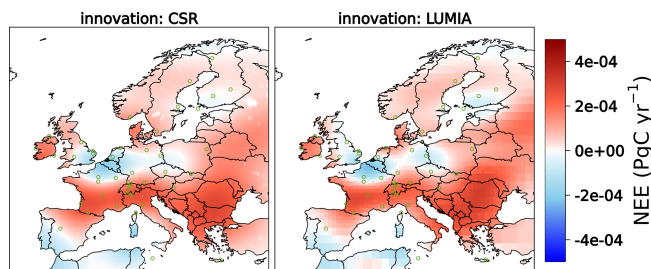 innovation: CSR
innovation: LUMIA
4e-04
2e-04
0e+00
-2e-04
-4e-04
NEE (PgC yr−1)